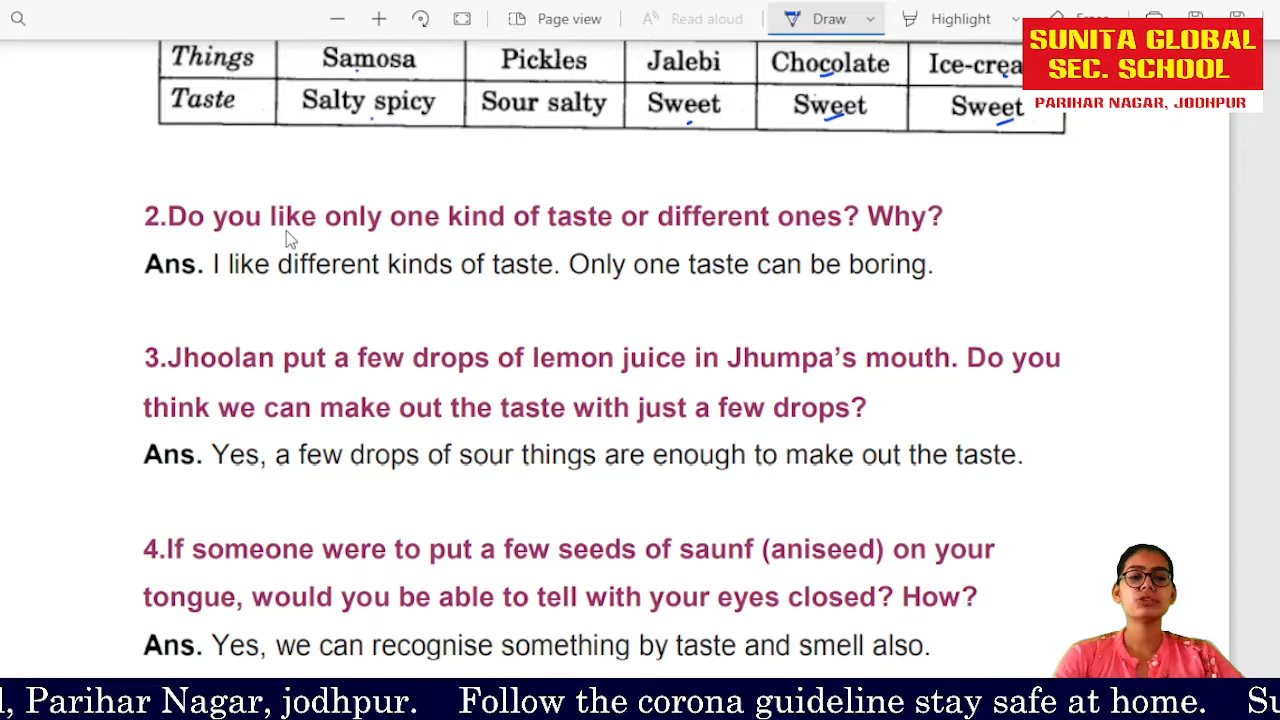 Page view
Read aloud
Draw
Highlight
SUNITA GLOBAL
SEC. SCHOOL
PARIHAR NAGAR, JODHPUR
Things Samosa Pickles Jalebi Chocolate Ice-crea
Taste Salty spicy Sour salty Sweet Sweet Sweet
2.Do you like only one kind of taste or different ones? Why?
Ans. I like different kinds of taste. Only one taste can be boring.
3.Jhoolan put a few drops of lemon juice in Jhumpa's mouth. Do you
think we can make out the taste with just a few drops?
Ans. Yes, a few drops of sour things are enough to make out the taste.
4.If someone were to put a few seeds of saunf (aniseed) on your
tongue, would you be able to tell with your eyes closed? How?
Ans. Yes, we can recognise something by taste and smell also.
, Parihar Nagar, jodhpur. Follow the corona guideline stay safe at home. Su